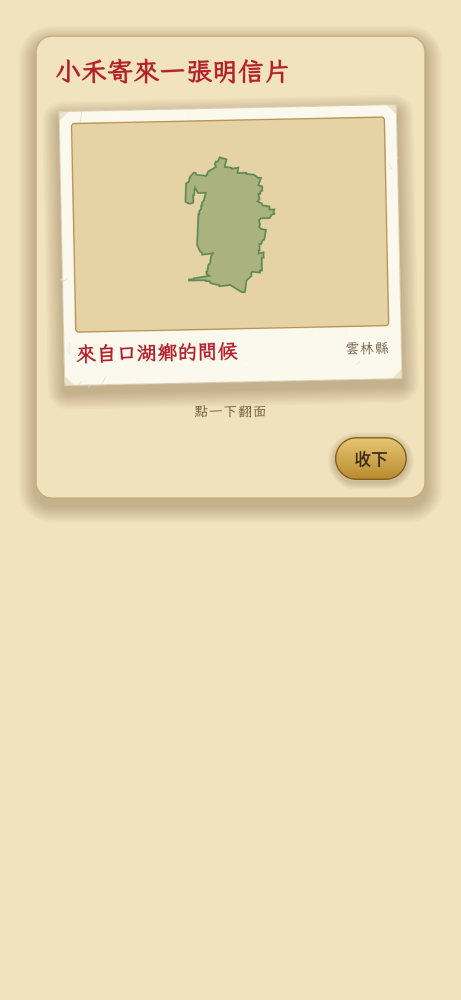 小禾寄來一張明信片
來自口湖鄉的問候
雲林縣
點一下翻面
收下